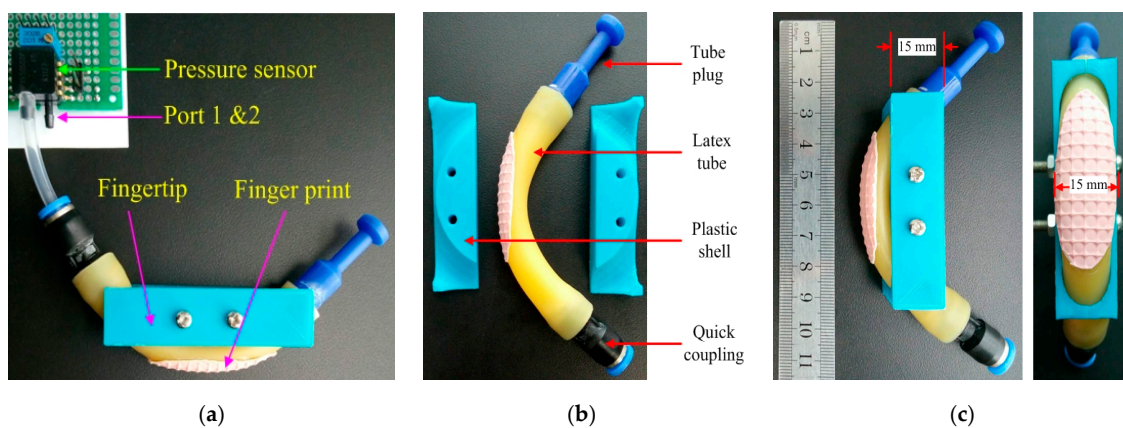 Pressure sensor
Port 1 &2
Fingertip
Finger print
Tube
plug
Latex
tube
Plastic
shell
Quick
coupling
cm
1
2
3
4
5
6
7
8
9
10
11
15 mm
15 mm
(a)
(b)
(c)